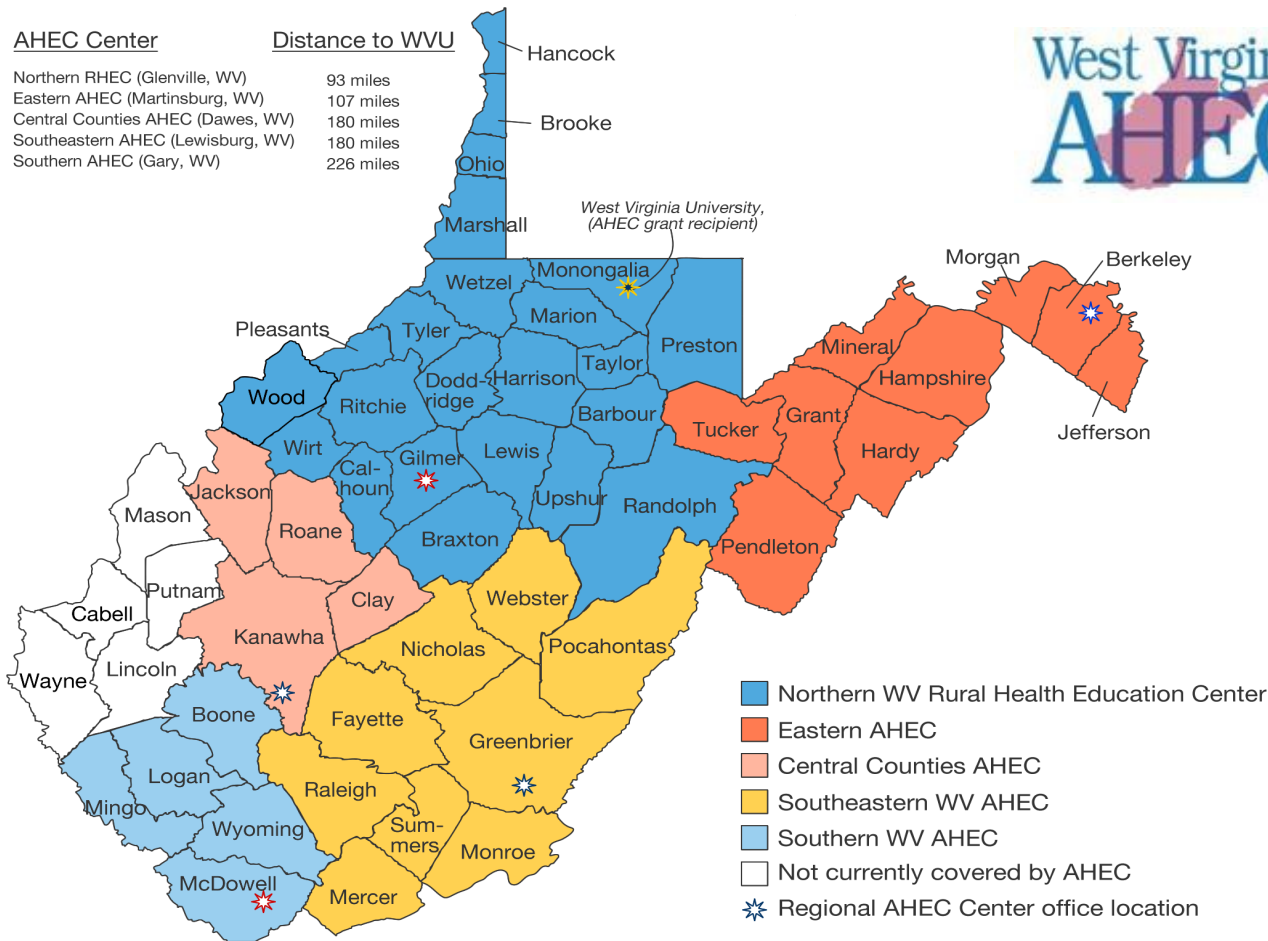 AHEC Center Distance to WVU
Northern RHEC (Glenville, WV) 93 miles
Eastern AHEC (Martinsburg, WV) 107 miles
Central Counties AHEC (Dawes, WV) 180 miles
Southeastern AHEC (Lewisburg, WV) 180 miles
Southern AHEC (Gary, WV) 226 miles
West Virgin
AHEC
Hancock
Brooke
Ohio
Marshall
West Virginia University,
(AHEC grant recipient)
Wetzel
Monongalia
Morgan
Berkeley
Marion
Pleasants
Tyler
Taylor
Preston
Mineral
Hampshire
Jefferson
Wood
Ritchie
Dodd-
ridge
Harrison
Barbour
Tucker
Grant
Hardy
Wirt
Cal-
houn
Gilmer
Lewis
Upshur
Randolph
Pendleton
Jackson
Roane
Braxton
Mason
Putnam
Cabell
Clay
Webster
Kanawha
Nicholas
Pocahontas
Wayne
Lincoln
Boone
Fayette
Greenbrier
Logan
Mingo
Raleigh
Wyoming
Sum-
mers
Monroe
McDowell
Mercer
Northern WV Rural Health Education Center
Eastern AHEC
Central Counties AHEC
Southeastern WV AHEC
Southern WV AHEC
Not currently covered by AHEC
Regional AHEC Center office location